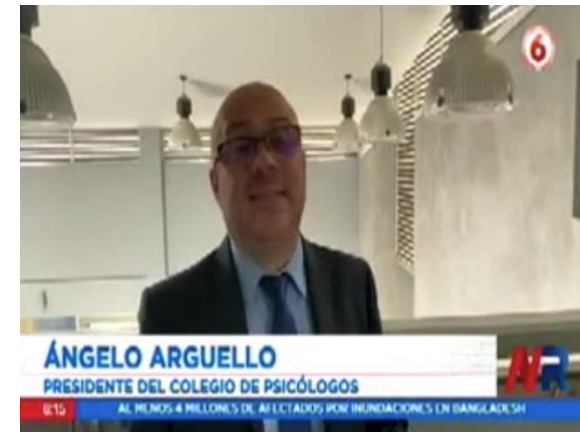 6
ÁNGELO ARGUELLO
PRESIDENTE DEL COLEGIO DE PSICÓLOGOS
NR
6:15 AL MENOS 4 MILLONES DE AFECTADOS POR INUNDACIONES EN BANGLADESH